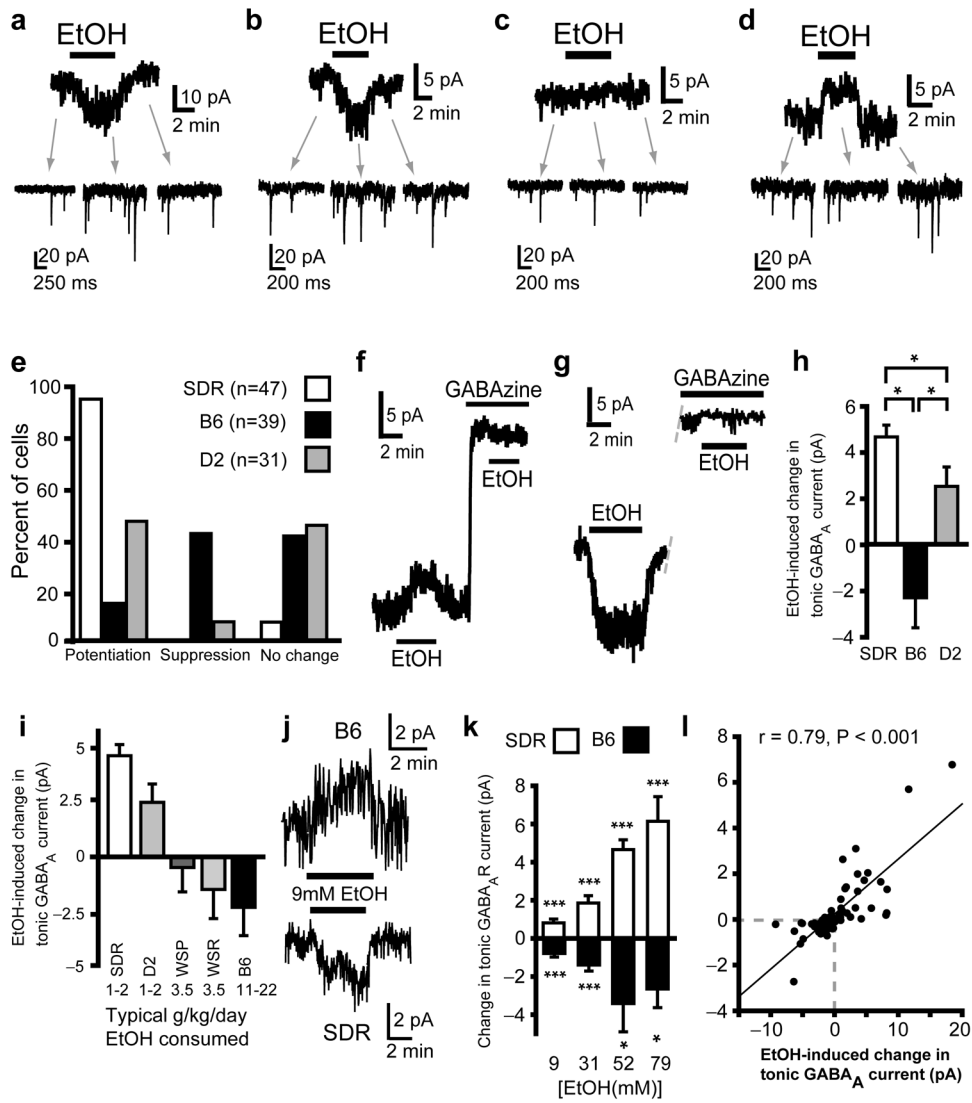 a
EtOH
10 pA
2 min
20 pA
250 ms
b
EtOH
5 pA
2 min
20 pA
200 ms
c
EtOH
5 pA
2 min
20 pA
200 ms
d
EtOH
5 pA
2 min
20 pA
200 ms
e
Percent of cells
100
80
60
40
20
0
SDR (n=47)
B6 (n=39)
D2 (n=31)
Potentiation Suppression No change
f
5 pA
2 min
GABAzine
EtOH
EtOH
g
5 pA
2 min
GABAzine
EtOH
EtOH
h
EtOH-induced change in
tonic GABAA current (pA)
6
4
2
0
−2
−4
*
* *
SDR B6 D2
i
EtOH-induced change in
tonic GABAA current (pA)
5
2.5
0
−2.5
−5
SDR D2 WSP WSR B6
1-2 1-2 3.5 3.5 11-22
Typical g/kg/day
EtOH consumed
j
B6
2 pA
2 min
9mM EtOH
SDR
2 pA
2 min
k
SDR B6
Change in tonic GABAAR current (pA)
8
6
4
2
0
−2
−4
*** *** *** ***
*** *** * *
9 31 52 79
[EtOH(mM)]
l
r = 0.79, P < 0.001
8
6
4
2
0
−2
−4
−10 0 10 20
EtOH-induced change in
tonic GABAA current (pA)